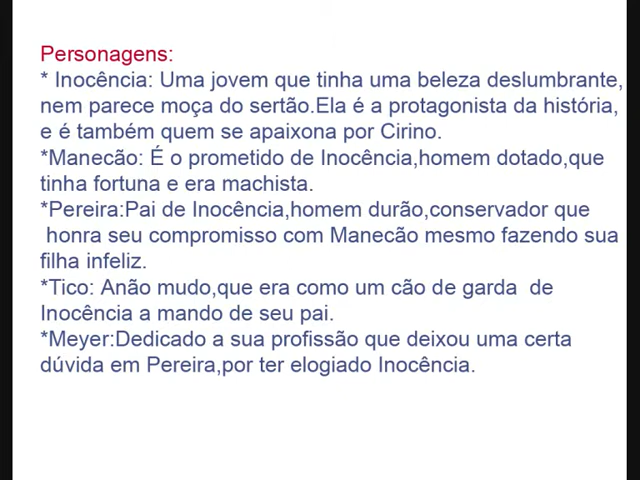 Personagens:
* Inocência: Uma jovem que tinha uma beleza deslumbrante,
nem parece moça do sertão.Ela é a protagonista da história,
e é também quem se apaixona por Cirino.
*Manecão: É o prometido de Inocência,homem dotado,que
tinha fortuna e era machista.
*Pereira:Pai de Inocência,homem durão,conservador que
honra seu compromisso com Manecão mesmo fazendo sua
filha infeliz.
*Tico: Anão mudo,que era como um cão de garda  de
Inocência a mando de seu pai.
*Meyer:Dedicado a sua profissão que deixou uma certa
dúvida em Pereira,por ter elogiado Inocência.